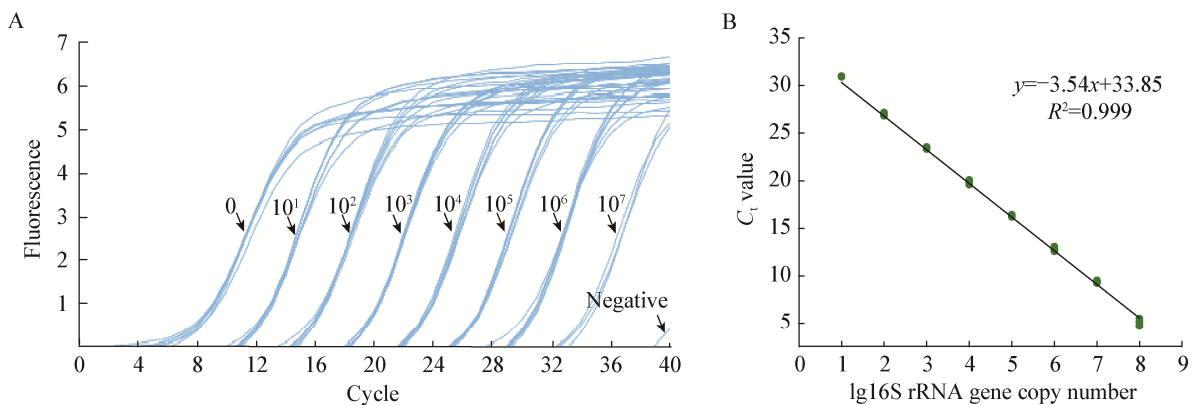 A
7
6
5
4
3
2
1
Fluorescence
0
10¹
10²
10³
10⁴
10⁵
10⁶
10⁷
Negative
0 4 8 12 16 20 24 28 32 36 40
Cycle
B
35
30
25
20
15
10
5
Cₜ value
y=−3.54x+33.85
R²=0.999
0 1 2 3 4 5 6 7 8 9
lg16S rRNA gene copy number